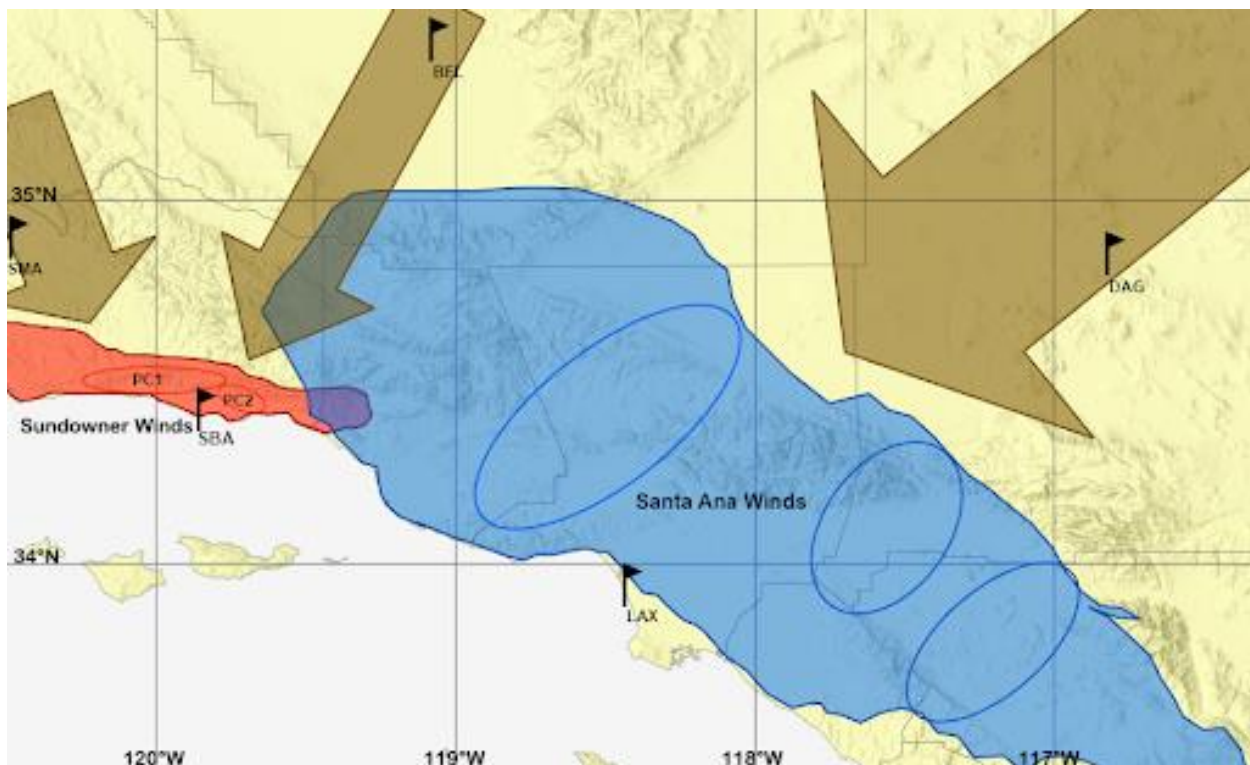 BFL
35°N
SMA
DAG
PC1
PC2
Sundowner Winds
SBA
Santa Ana Winds
34°N
LAX
120°W
119°W
118°W
117°W